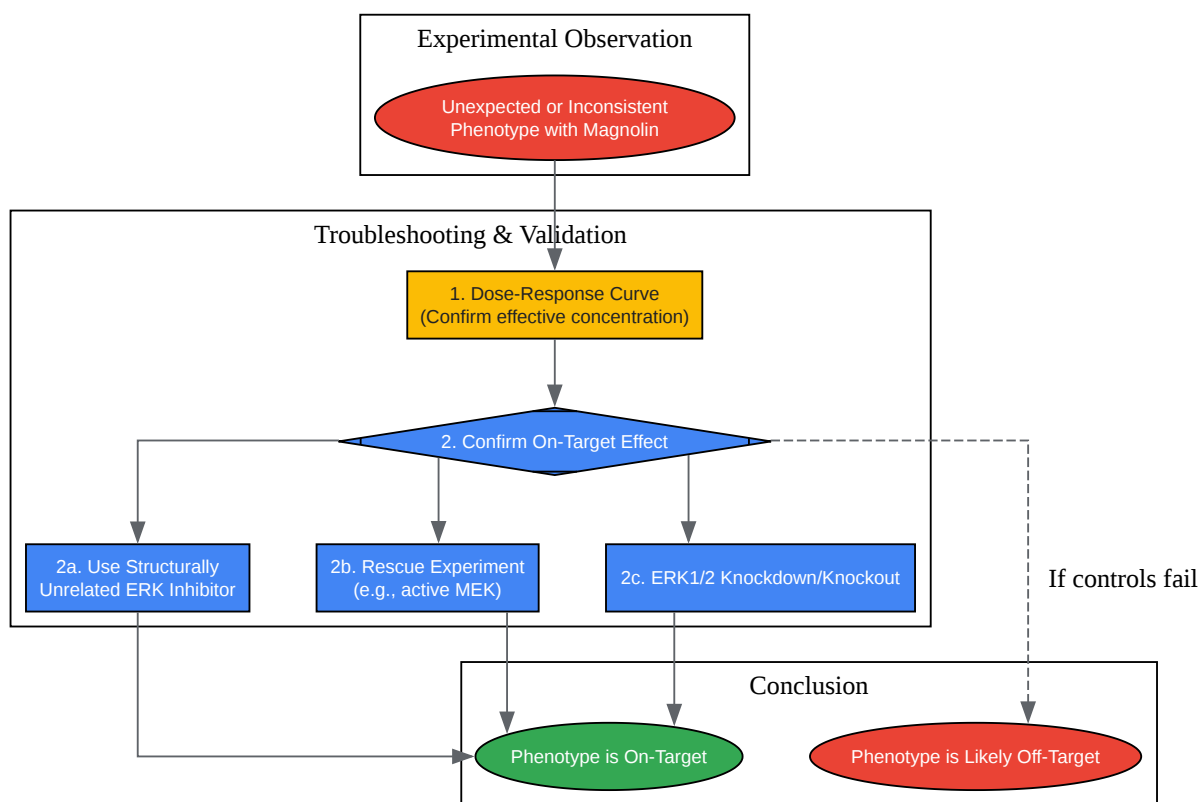 Experimental Observation
Unexpected or Inconsistent
Phenotype with Magnolin
Troubleshooting & Validation
1. Dose-Response Curve
(Confirm effective concentration)
2. Confirm On-Target Effect
2a. Use Structurally
Unrelated ERK Inhibitor
2b. Rescue Experiment
(e.g., active MEK)
2c. ERK1/2 Knockdown/Knockout
If controls fail
Conclusion
Phenotype is On-Target
Phenotype is Likely Off-Target